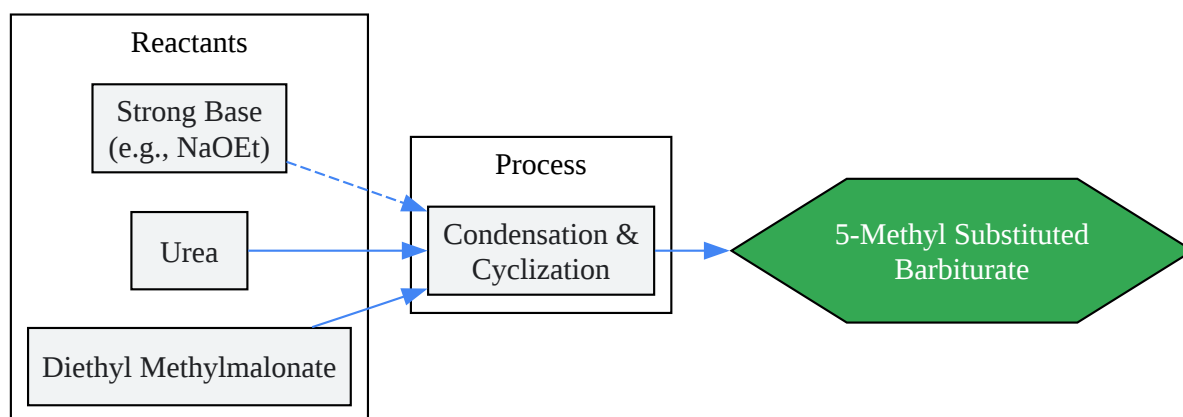 Reactants
Strong Base
(e.g., NaOEt)
Urea
Diethyl Methylmalonate
Process
Condensation &
Cyclization
5-Methyl Substituted
Barbiturate